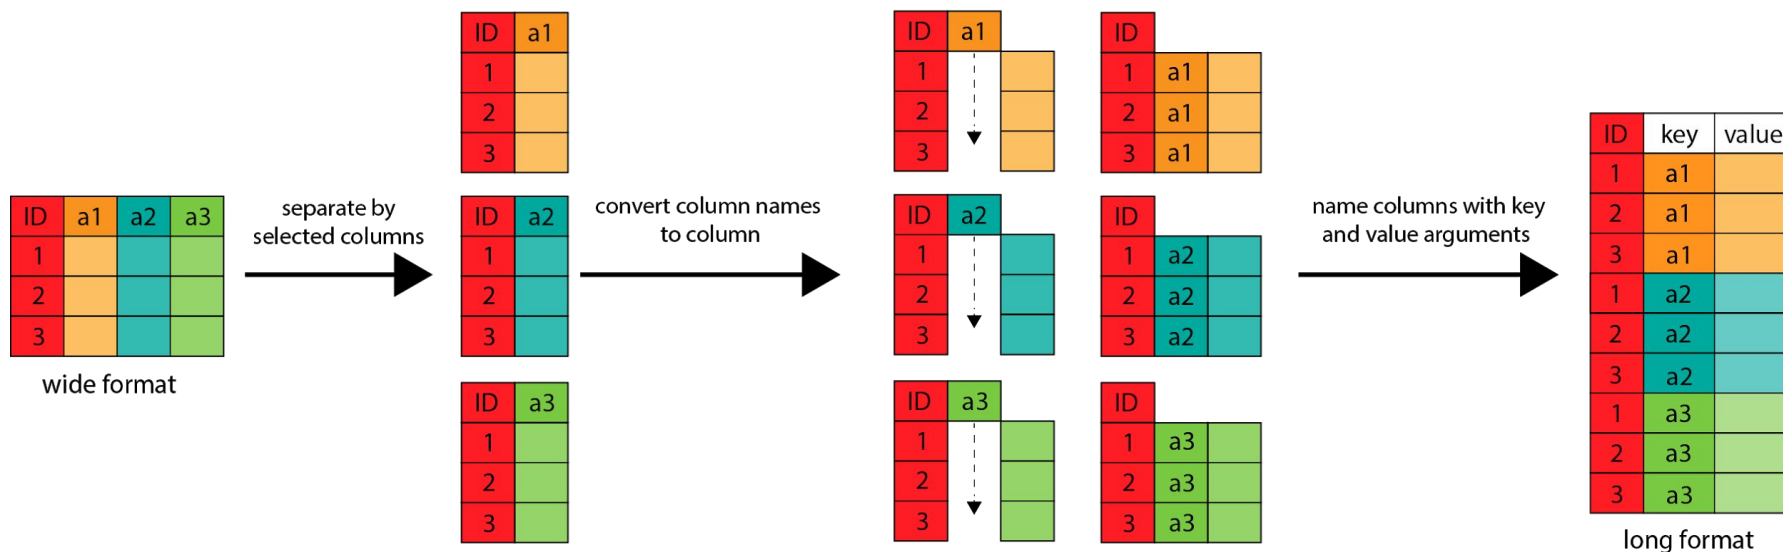 ID a1 a2 a3
1
2
3
wide format
separate by
selected columns
ID a1
1
2
3
ID a2
1
2
3
ID a3
1
2
3
convert column names
to column
ID a1
1
2
3
ID a2
1
2
3
ID a3
1
2
3
ID
1 a1
2 a1
3 a1
ID
1 a2
2 a2
3 a2
ID
1 a3
2 a3
3 a3
name columns with key
and value arguments
ID key value
1 a1
2 a1
3 a1
1 a2
2 a2
3 a2
1 a3
2 a3
3 a3
long format